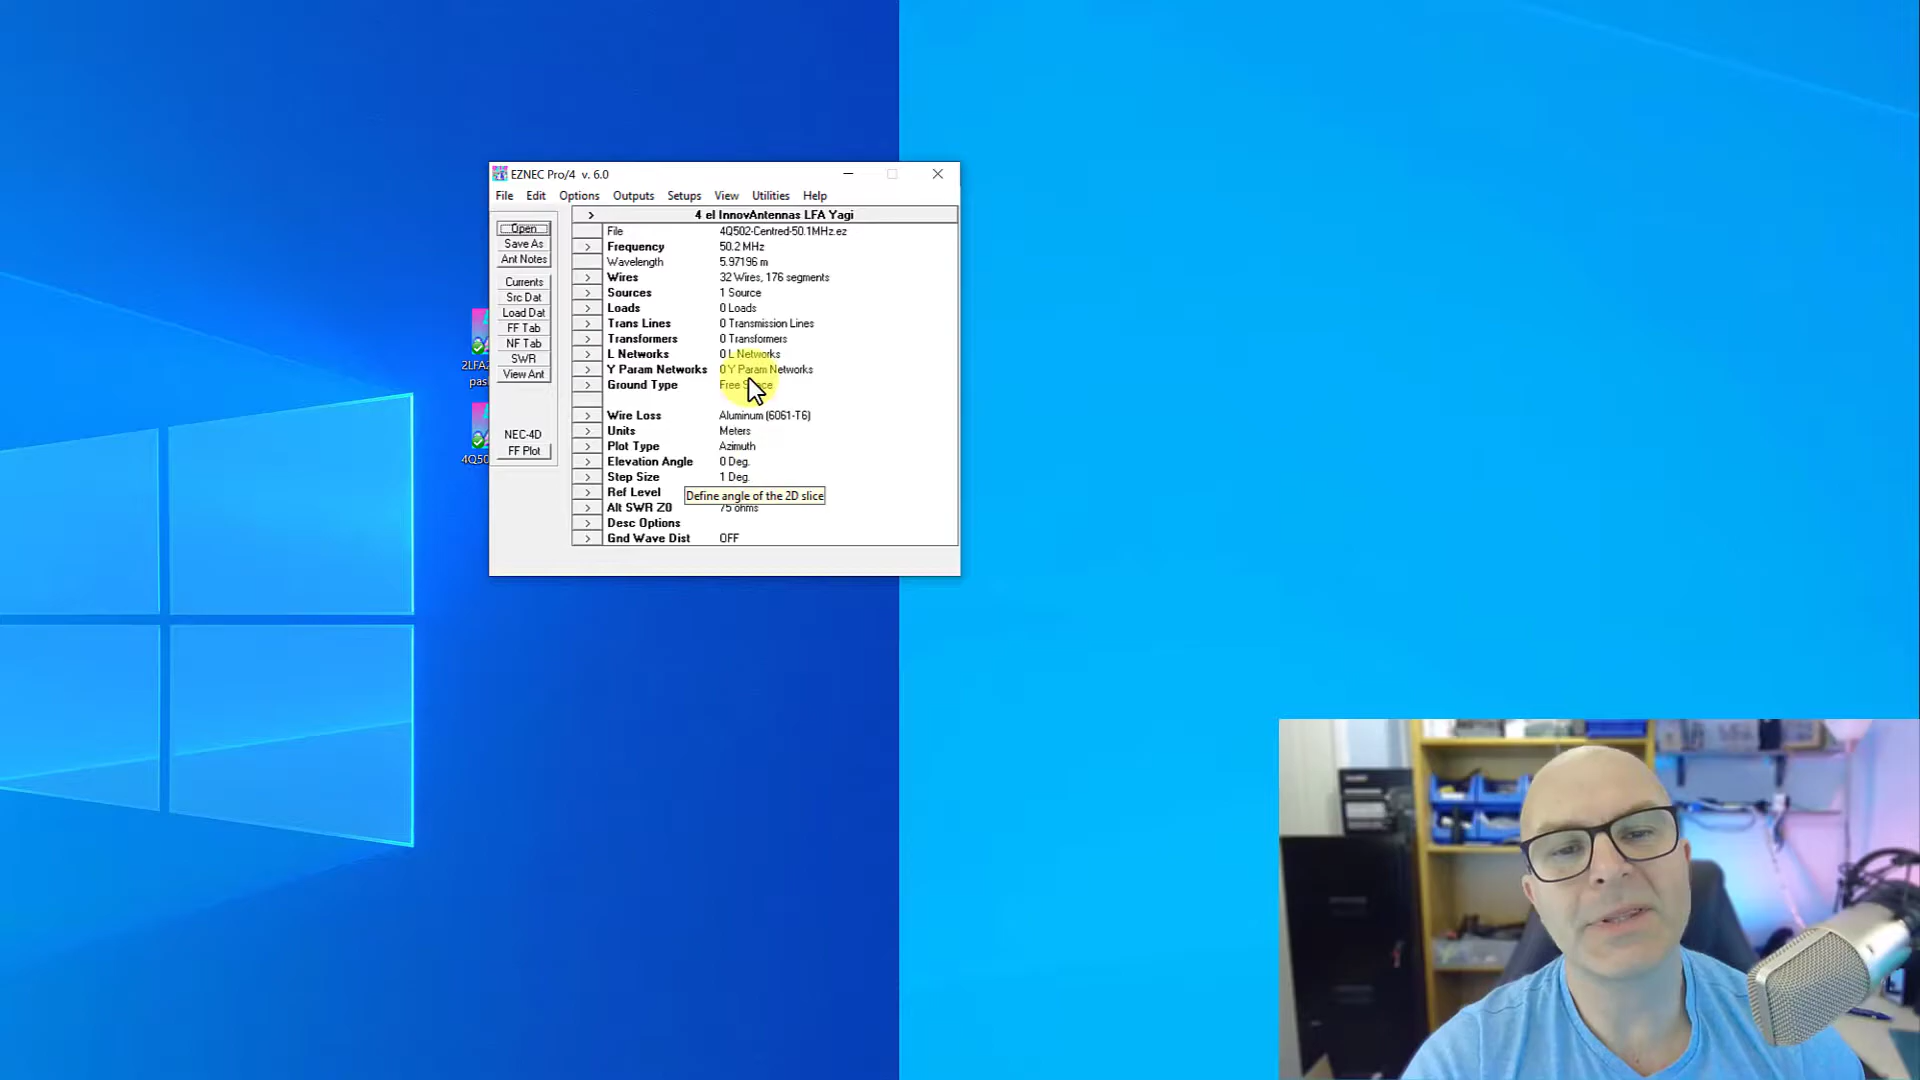 EZNEC Pro/4 v. 6.0
File Edit Options Outputs Setups View Utilities Help
> 4 el InnovAntennas LFA Yagi
Open
Save As
Ant Notes
Currents
Src Dat
Load Dat
FF Tab
NF Tab
SWR
View Ant
NEC-4D
FF Plot
File 4Q502-Centred-50.1MHz.ez
> Frequency 50.2 MHz
Wavelength 5.97196 m
> Wires 32 Wires, 176 segments
> Sources 1 Source
> Loads 0 Loads
> Trans Lines 0 Transmission Lines
> Transformers 0 Transformers
> L Networks 0 L Networks
> Y Param Networks 0 Y Param Networks
> Ground Type Free Space
> Wire Loss Aluminum (6061-T6)
> Units Meters
> Plot Type Azimuth
> Elevation Angle 0 Deg.
> Step Size 1 Deg.
> Ref Level
Define angle of the 2D slice
> Alt SWR Z0 75 ohms
> Desc Options
> Gnd Wave Dist OFF
2LFA
pas
4Q50